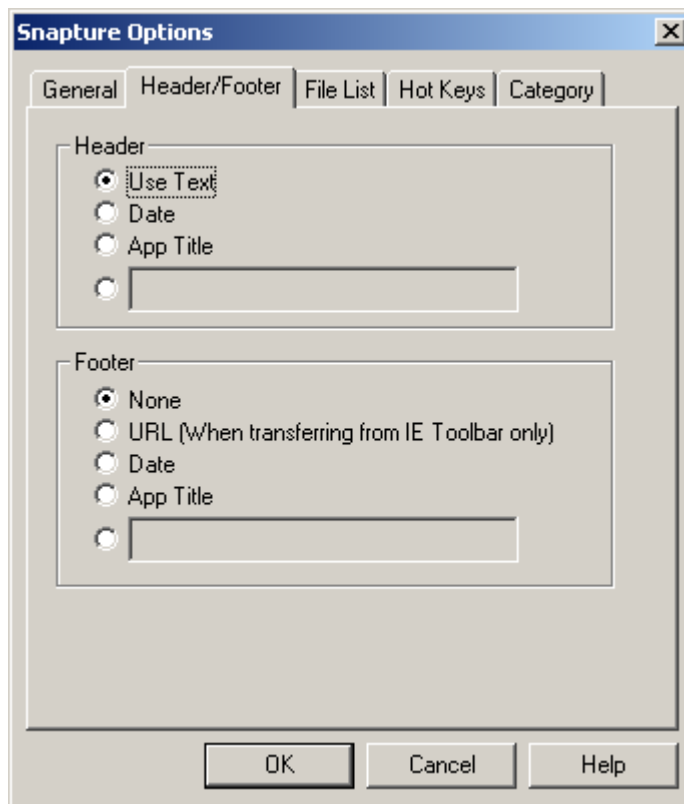 Snapture Options
General Header/Footer File List Hot Keys Category
Header
Use Text
Date
App Title
Footer
None
URL (When transferring from IE Toolbar only)
Date
App Title
OK Cancel Help